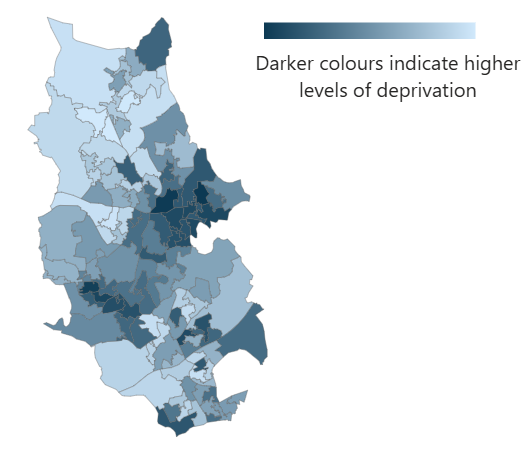 Darker colours indicate higher
levels of deprivation